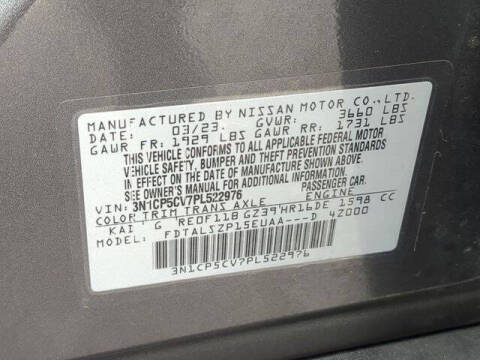 MANUFACTURED BY NISSAN MOTOR CO., LTD.
DATE: 03/23. GVWR: 3660 LBS
GAWR FR: 1929 LBS GAWR RR: 1731 LBS
THIS VEHICLE CONFORMS TO ALL APPLICABLE FEDERAL MOTOR
VEHICLE SAFETY, BUMPER AND THEFT PREVENTION STANDARDS
IN EFFECT ON THE DATE OF MANUFACTURE SHOWN ABOVE.
SEE OWNER'S MANUAL FOR ADDITIONAL INFORMATION.
VIN: 3N1CP5CV7PL522976 PASSENGER CAR.
COLOR TRIM TRANS AXLE
KAI G RE0F11B GZ39 HR16DE 1598 CC
MODEL: FDTALSZP15EUAA---D 4Z000
3N1CP5CV7PL522976